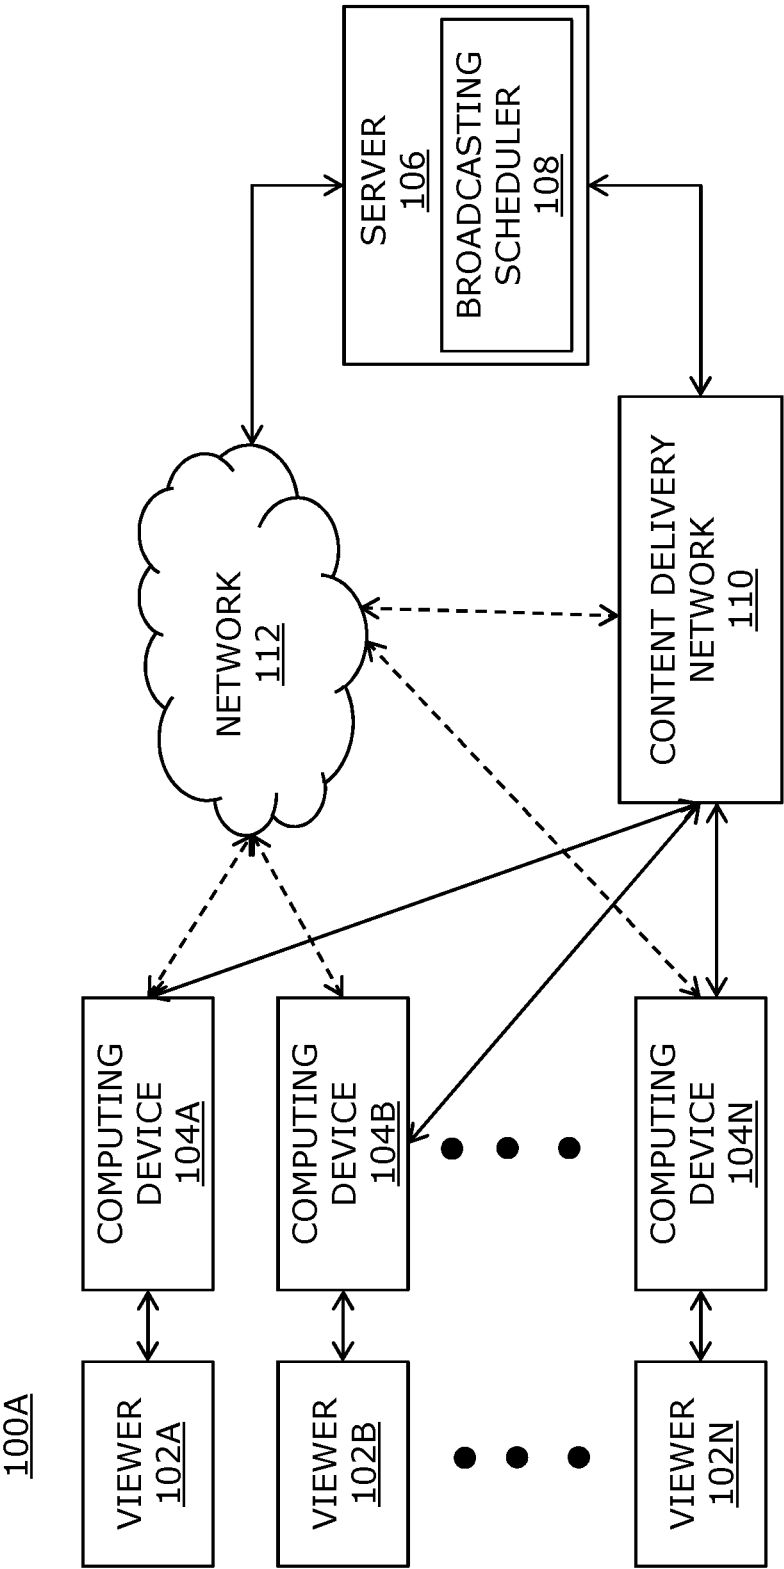 100A
VIEWER
102A
COMPUTING
DEVICE
104A
VIEWER
102B
COMPUTING
DEVICE
104B
VIEWER
102N
COMPUTING
DEVICE
104N
NETWORK
112
CONTENT DELIVERY
NETWORK
110
SERVER
106
BROADCASTING
SCHEDULER
108